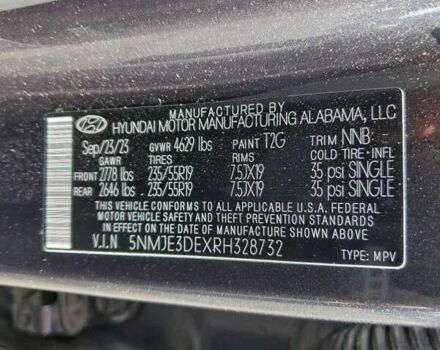 MANUFACTURED BY
HYUNDAI MOTOR MANUFACTURING ALABAMA, LLC
Sep/23/23 GVWR 4629 lbs PAINT T2G TRIM NNB
GAWR TIRES RIMS COLD TIRE INFL
FRONT 2778 lbs 235/55R19 7.5JX19 35 psi SINGLE
REAR 2646 lbs 235/55R19 7.5JX19 35 psi SINGLE
THIS VEHICLE CONFORMS TO ALL APPLICABLE U.S.A. FEDERAL
MOTOR VEHICLE SAFETY, BUMPER, AND THEFT PREVENTION STANDARDS
IN EFFECT ON THE DATE OF MANUFACTURE SHOWN ABOVE.
V.I.N 5NMJE3DEXRH328732 TYPE: MPV